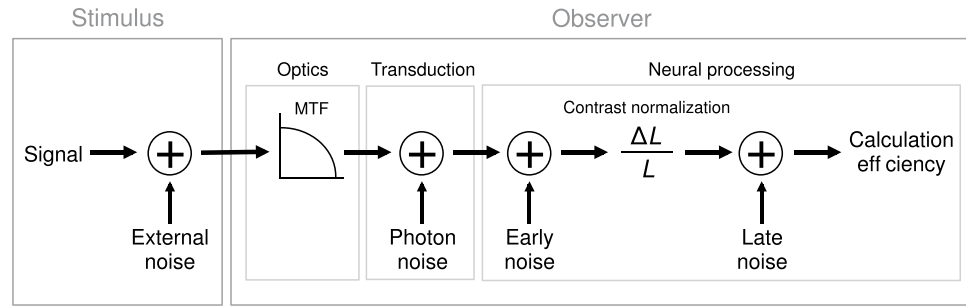 Stimulus
Observer
Optics
Transduction
Neural processing
MTF
Contrast normalization
Signal
ΔL
L
Calculation
eff ciency
External
noise
Photon
noise
Early
noise
Late
noise